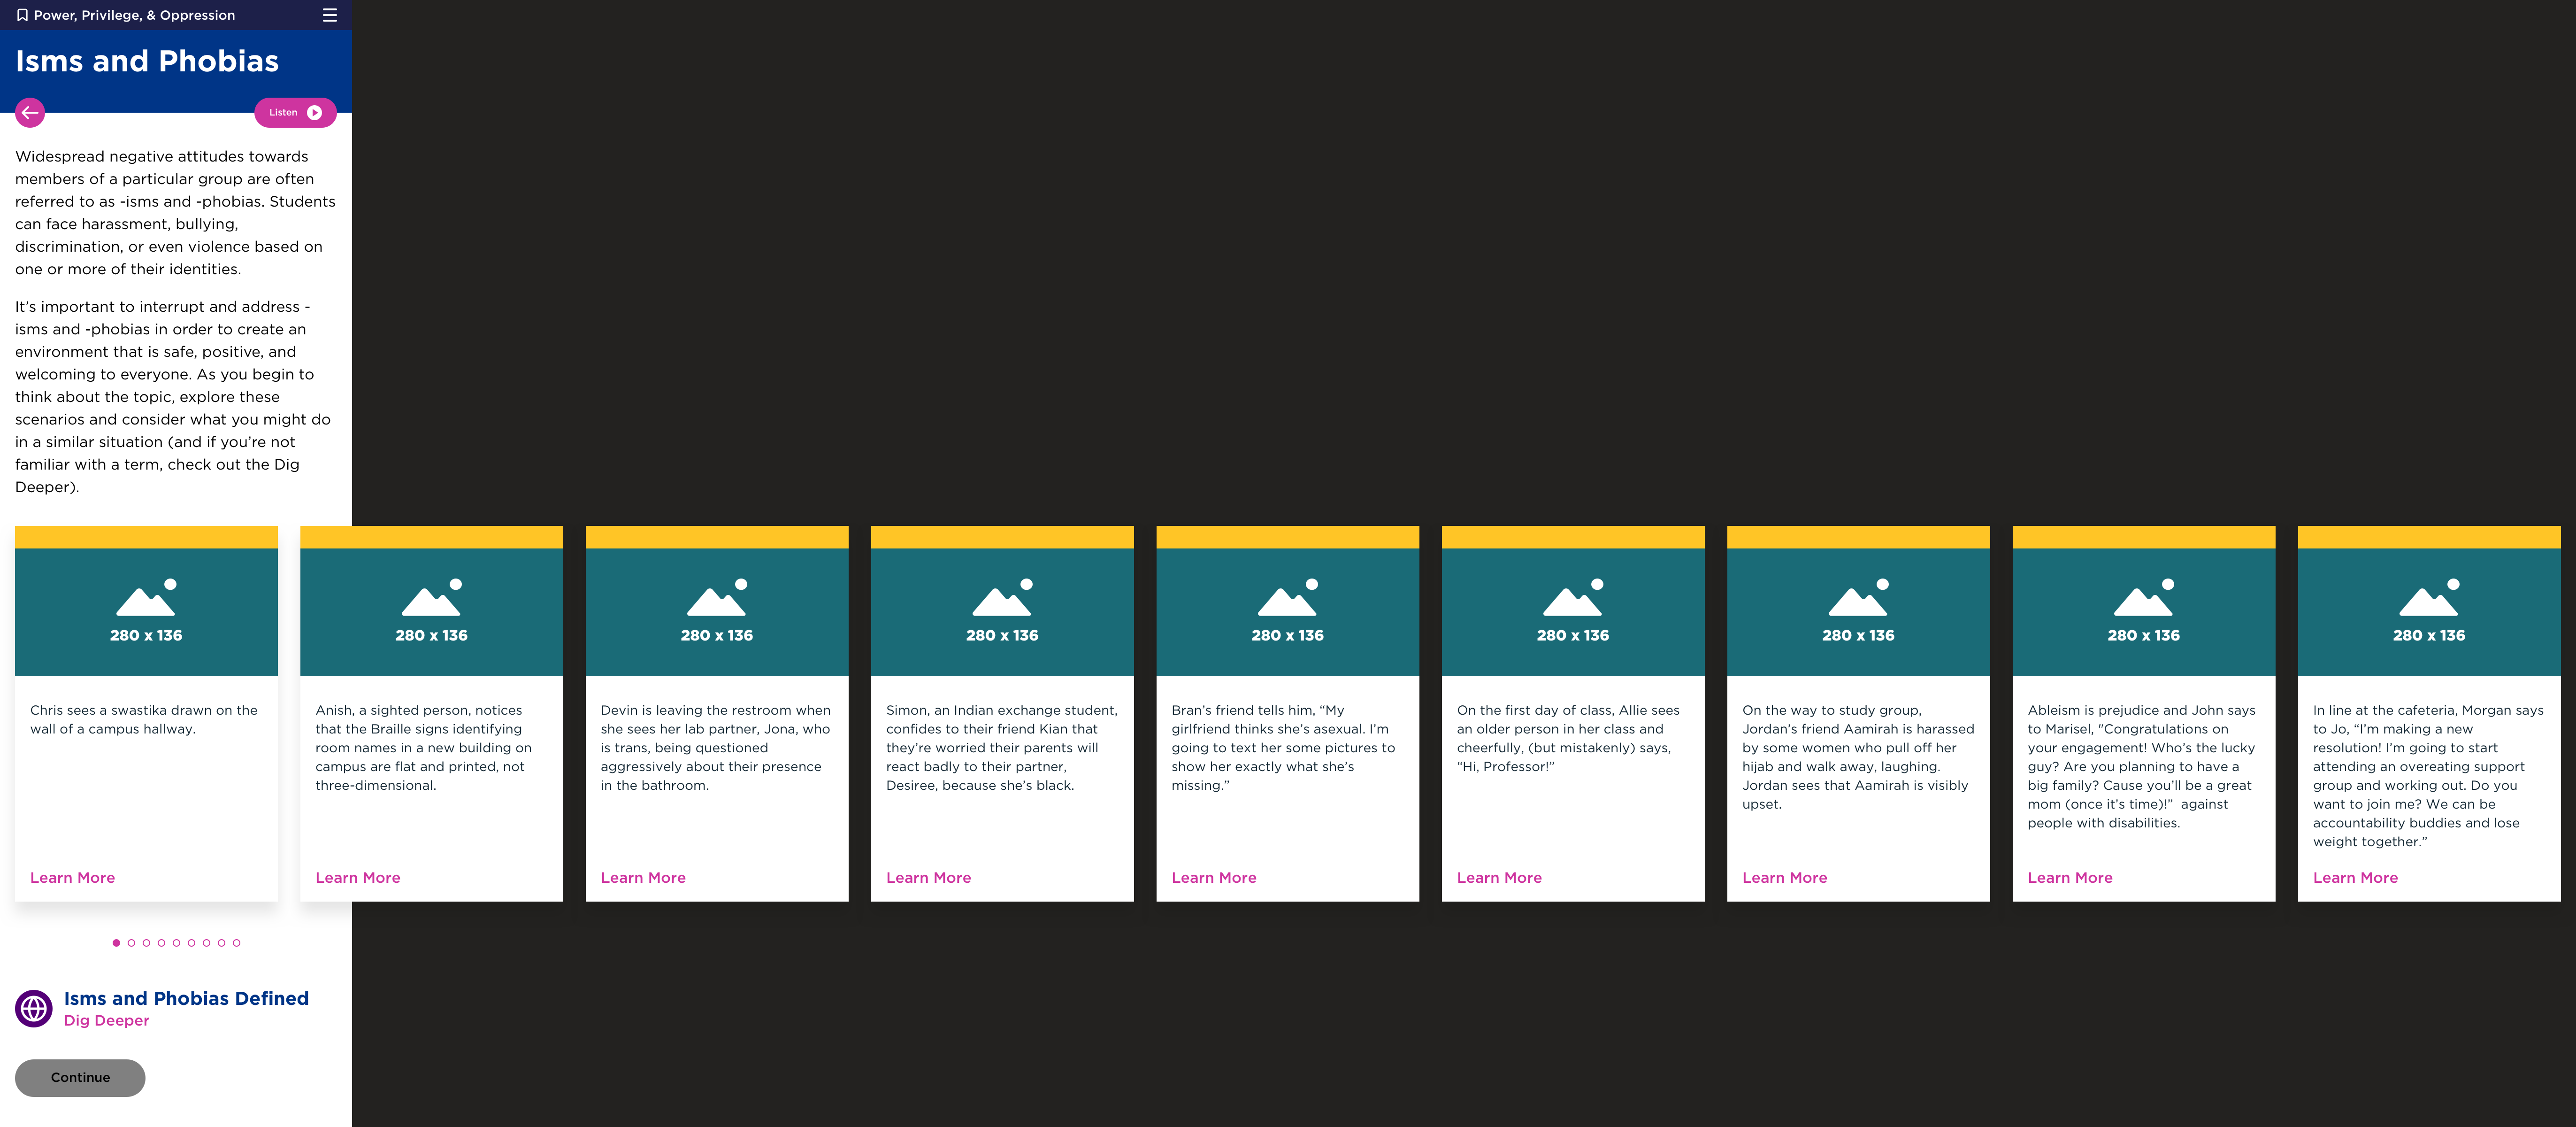 Power, Privilege, & Oppression
Isms and Phobias
Listen
Widespread negative attitudes towards
members of a particular group are often
referred to as -isms and -phobias. Students
can face harassment, bullying,
discrimination, or even violence based on
one or more of their identities.
It’s important to interrupt and address -
isms and -phobias in order to create an
environment that is safe, positive, and
welcoming to everyone. As you begin to
think about the topic, explore these
scenarios and consider what you might do
in a similar situation (and if you’re not
familiar with a term, check out the Dig
Deeper).
280 x 136
Chris sees a swastika drawn on the
wall of a campus hallway.
Learn More
280 x 136
Anish, a sighted person, notices
that the Braille signs identifying
room names in a new building on
campus are flat and printed, not
three-dimensional.
Learn More
280 x 136
Devin is leaving the restroom when
she sees her lab partner, Jona, who
is trans, being questioned
aggressively about their presence
in the bathroom.
Learn More
280 x 136
Simon, an Indian exchange student,
confides to their friend Kian that
they’re worried their parents will
react badly to their partner,
Desiree, because she’s black.
Learn More
280 x 136
Bran’s friend tells him, “My
girlfriend thinks she’s asexual. I’m
going to text her some pictures to
show her exactly what she’s
missing.”
Learn More
280 x 136
On the first day of class, Allie sees
an older person in her class and
cheerfully, (but mistakenly) says,
“Hi, Professor!”
Learn More
280 x 136
On the way to study group,
Jordan’s friend Aamirah is harassed
by some women who pull off her
hijab and walk away, laughing.
Jordan sees that Aamirah is visibly
upset.
Learn More
280 x 136
Ableism is prejudice and John says
to Marisel, "Congratulations on
your engagement! Who’s the lucky
guy? Are you planning to have a
big family? Cause you’ll be a great
mom (once it’s time)!”  against
people with disabilities.
Learn More
280 x 136
In line at the cafeteria, Morgan says
to Jo, “I’m making a new
resolution! I’m going to start
attending an overeating support
group and working out. Do you
want to join me? We can be
accountability buddies and lose
weight together.”
Learn More
Isms and Phobias Defined
Dig Deeper
Continue